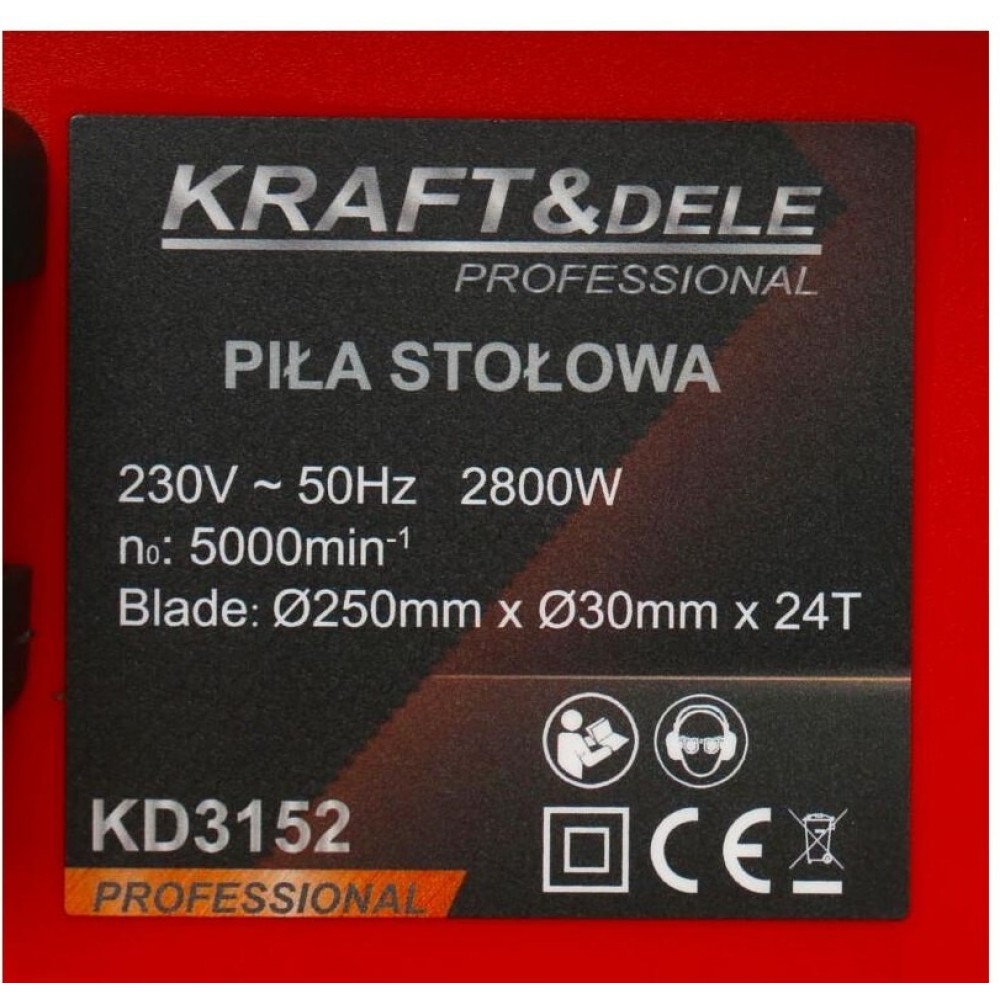 KRAFT&DELE
PROFESSIONAL
PIŁA STOŁOWA
230V ~ 50Hz 2800W
n₀: 5000min⁻¹
Blade: Ø250mm x Ø30mm x 24T
KD3152
PROFESSIONAL
CE